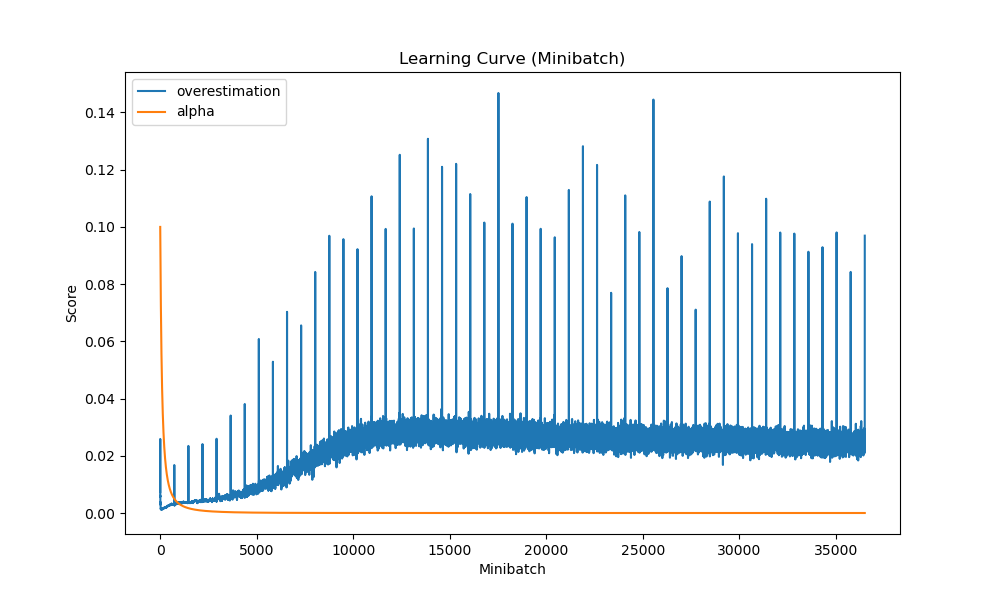 Learning Curve (Minibatch)
overestimation
alpha
Score
0.14
0.12
0.10
0.08
0.06
0.04
0.02
0.00
0 5000 10000 15000 20000 25000 30000 35000
Minibatch